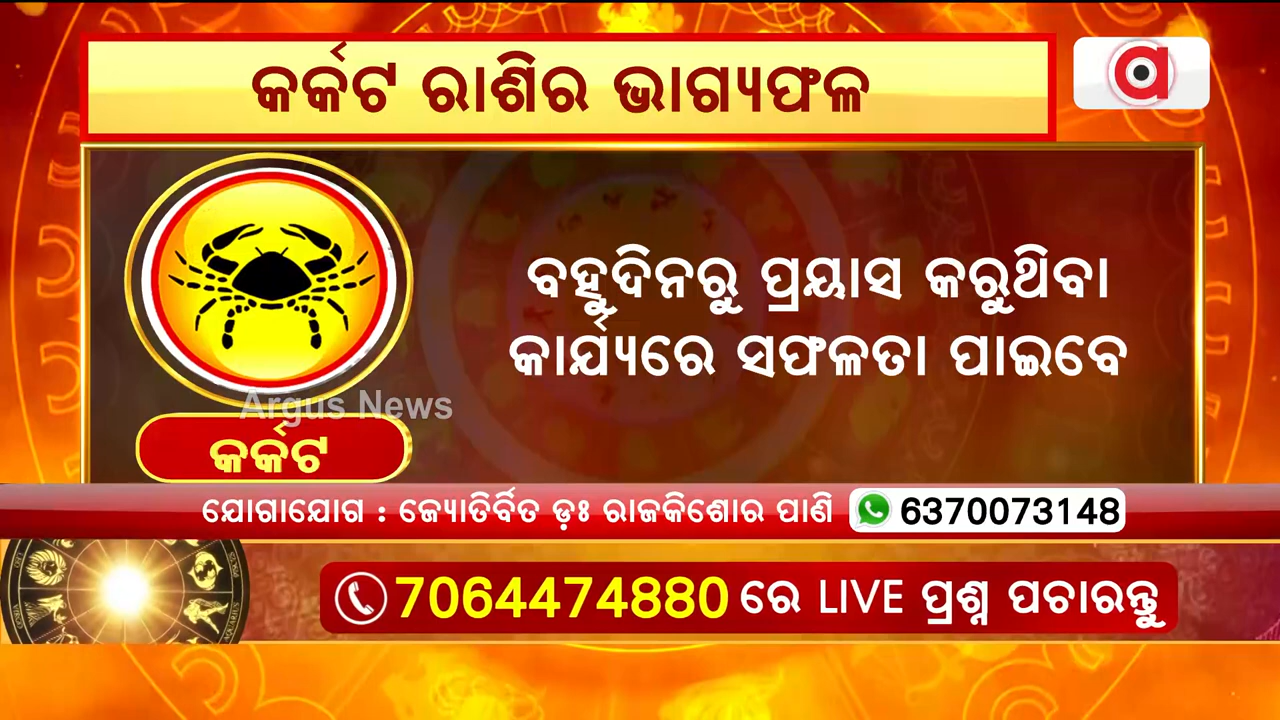 କର୍କଟ ରାଶିର ଭାଗ୍ୟଫଳ
ବହୁଦିନରୁ ପ୍ରୟାସ କରୁଥିବା
କାର୍ଯ୍ୟରେ ସଫଳତା ପାଇବେ
Argus News
କର୍କଟ
ଯୋଗାଯୋଗ : ଜ୍ୟୋତିର୍ବିତ ଡ଼ଃ ରାଜକିଶୋର ପାଣି 6370073148
7064474880 ରେ LIVE ପ୍ରଶ୍ନ ପଚାରନ୍ତୁ